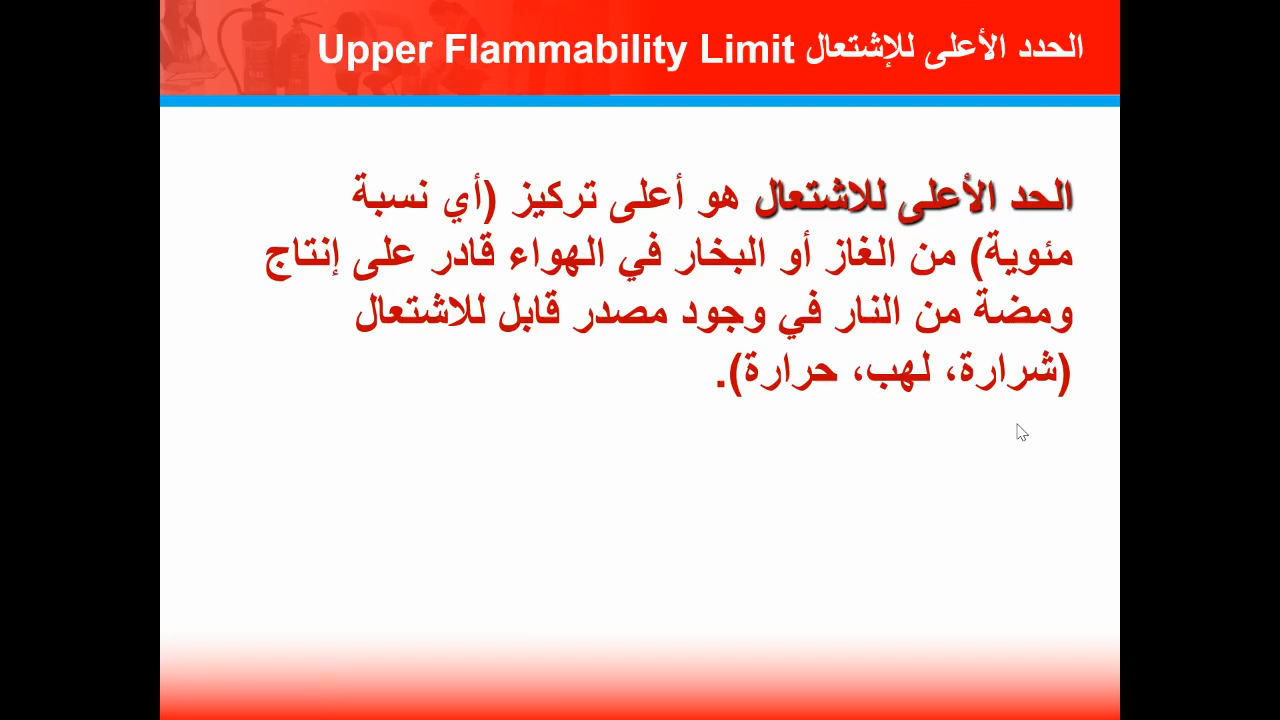 الحدد الأعلى للإشتعال Upper Flammability Limit
الحد الأعلى للاشتعال هو أعلى تركيز (أي نسبة
مئوية) من الغاز أو البخار في الهواء قادر على إنتاج
ومضة من النار في وجود مصدر قابل للاشتعال
(شرارة، لهب، حرارة).